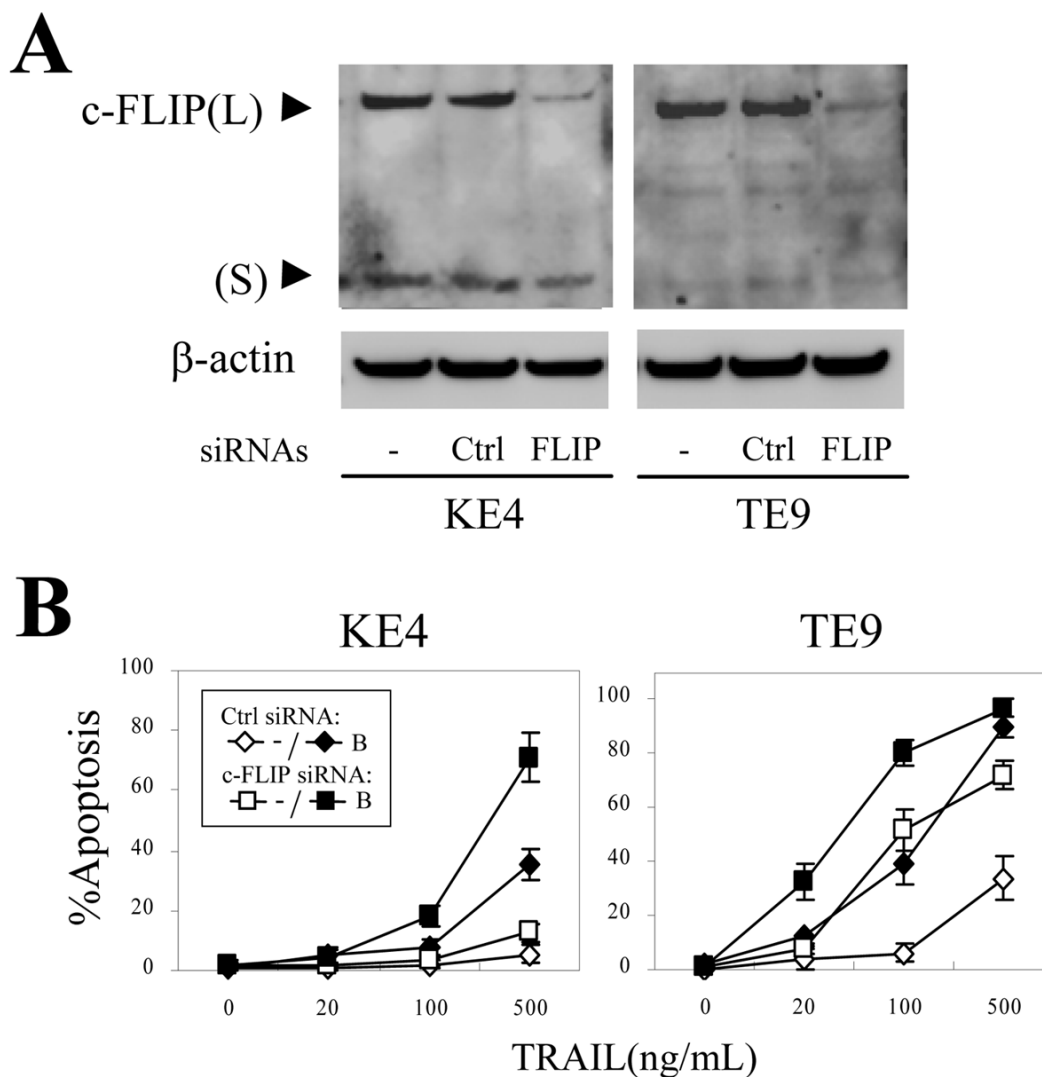 A
c-FLIP(L) ►
(S) ►
β-actin
siRNAs - Ctrl FLIP - Ctrl FLIP
KE4 TE9
B
KE4 TE9
%Apoptosis
100
80
60
40
20
0
Ctrl siRNA:
- / B
c-FLIP siRNA:
- / B
0 20 100 500
100
80
60
40
20
0
0 20 100 500
TRAIL(ng/mL)